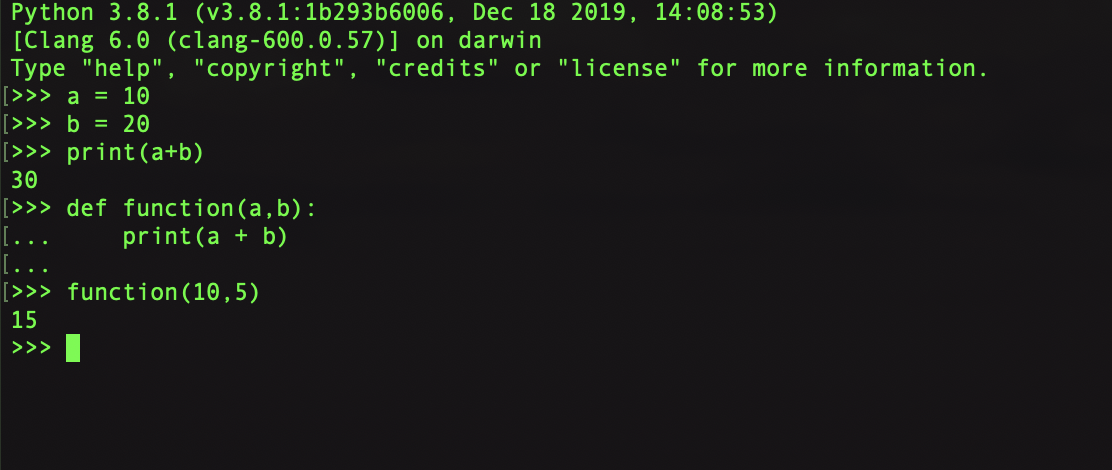 Python 3.8.1 (v3.8.1:1b293b6006, Dec 18 2019, 14:08:53)
[Clang 6.0 (clang-600.0.57)] on darwin
Type "help", "copyright", "credits" or "license" for more information.
[>>> a = 10
[>>> b = 20
[>>> print(a+b)
30
[>>> def function(a,b):
[...     print(a + b)
[...
[>>> function(10,5)
15
>>>